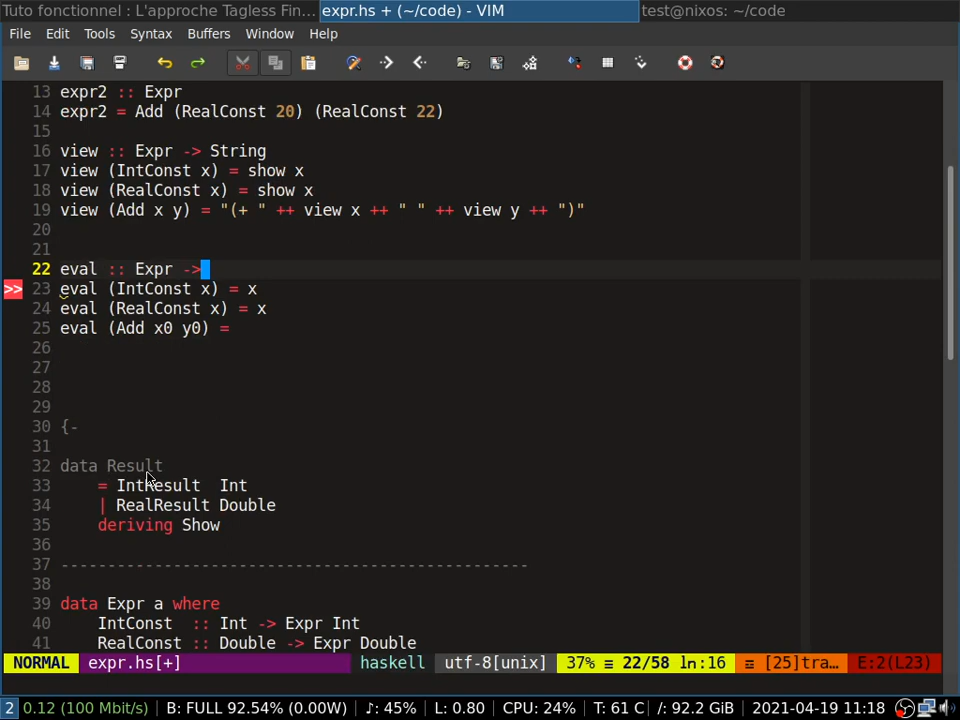 Tuto fonctionnel : L'approche Tagless Fin... expr.hs + (~/code) - VIM test@nixos: ~/code
File Edit Tools Syntax Buffers Window Help
13 expr2 :: Expr
14 expr2 = Add (RealConst 20) (RealConst 22)
15
16 view :: Expr -> String
17 view (IntConst x) = show x
18 view (RealConst x) = show x
19 view (Add x y) = "(+ " ++ view x ++ " " ++ view y ++ ")"
20
21
22 eval :: Expr ->
>> 23 eval (IntConst x) = x
24 eval (RealConst x) = x
25 eval (Add x0 y0) =
26
27
28
29
30 {-
31
32 data Result
33     = IntResult  Int
34     | RealResult Double
35     deriving Show
36
37 --------------------------------------------------
38
39 data Expr a where
40     IntConst  :: Int -> Expr Int
41     RealConst :: Double -> Expr Double
NORMAL expr.hs[+] haskell utf-8[unix] 37% ≡ 22/58 ln:16 ≡ [25]tra… E:2(L23)
2 0.12 (100 Mbit/s) B: FULL 92.54% (0.00W) ♪: 45% L: 0.80 CPU: 24% T: 61 C /: 92.2 GiB 2021-04-19 11:18